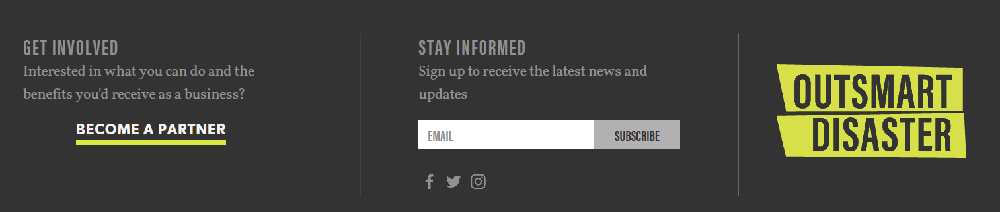 GET INVOLVED
Interested in what you can do and the
benefits you'd receive as a business?
BECOME A PARTNER
STAY INFORMED
Sign up to receive the latest news and
updates
EMAIL
SUBSCRIBE
OUTSMART
DISASTER